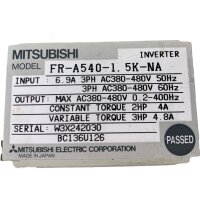 MITSUBISHI
INVERTER
MODEL FR-A540-1.5K-NA
INPUT : 6.9A 3PH AC380-480V 50Hz
3PH AC380-480V 60Hz
OUTPUT : MAX AC380-480V 0.2-400Hz
CONSTANT TORQUE 2HP 4A
VARIABLE TORQUE 3HP 4.8A
SERIAL : W3X242030
BC136U126
PASSED
MITSUBISHI ELECTRIC CORPORATION